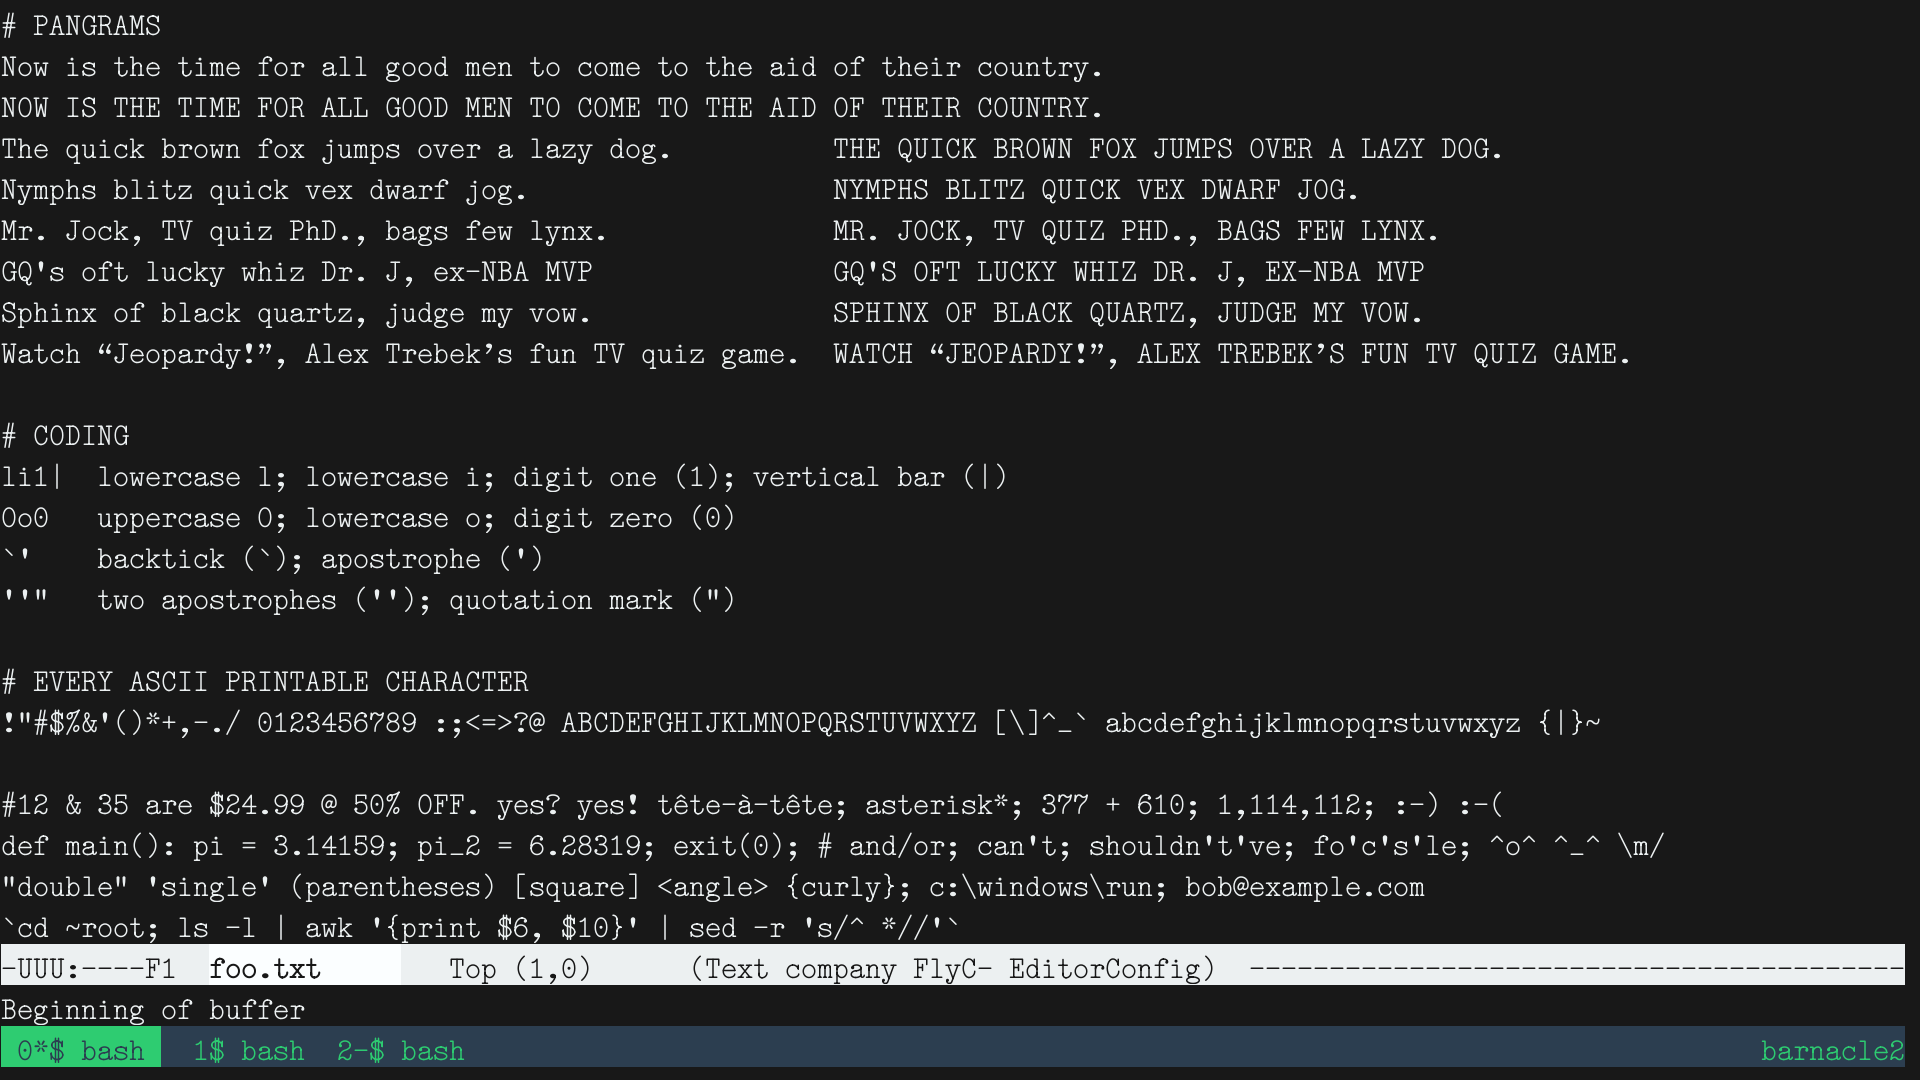 # PANGRAMS
Now is the time for all good men to come to the aid of their country.
NOW IS THE TIME FOR ALL GOOD MEN TO COME TO THE AID OF THEIR COUNTRY.
The quick brown fox jumps over a lazy dog.          THE QUICK BROWN FOX JUMPS OVER A LAZY DOG.
Nymphs blitz quick vex dwarf jog.                   NYMPHS BLITZ QUICK VEX DWARF JOG.
Mr. Jock, TV quiz PhD., bags few lynx.              MR. JOCK, TV QUIZ PHD., BAGS FEW LYNX.
GQ's oft lucky whiz Dr. J, ex-NBA MVP               GQ'S OFT LUCKY WHIZ DR. J, EX-NBA MVP
Sphinx of black quartz, judge my vow.               SPHINX OF BLACK QUARTZ, JUDGE MY VOW.
Watch “Jeopardy!”, Alex Trebek’s fun TV quiz game.  WATCH “JEOPARDY!”, ALEX TREBEK’S FUN TV QUIZ GAME.

# CODING
li1|  lowercase l; lowercase i; digit one (1); vertical bar (|)
Oo0   uppercase O; lowercase o; digit zero (0)
`'    backtick (`); apostrophe (')
''"   two apostrophes (''); quotation mark (")

# EVERY ASCII PRINTABLE CHARACTER
!"#$%&'()*+,-./ 0123456789 :;<=>?@ ABCDEFGHIJKLMNOPQRSTUVWXYZ [\]^_` abcdefghijklmnopqrstuvwxyz {|}~

#12 & 35 are $24.99 @ 50% OFF. yes? yes! tête-à-tête; asterisk*; 377 + 610; 1,114,112; :-) :-(
def main(): pi = 3.14159; pi_2 = 6.28319; exit(0); # and/or; can't; shouldn't've; fo'c's'le; ^o^ ^_^ \m/
"double" 'single' (parentheses) [square] <angle> {curly}; c:\windows\run; bob@example.com
`cd ~root; ls -l | awk '{print $6, $10}' | sed -r 's/^ *//'`
-UUU:----F1  foo.txt        Top (1,0)      (Text company FlyC- EditorConfig) -----------------------------------------
Beginning of buffer
0*$ bash   1$ bash  2-$ bash   barnacle2